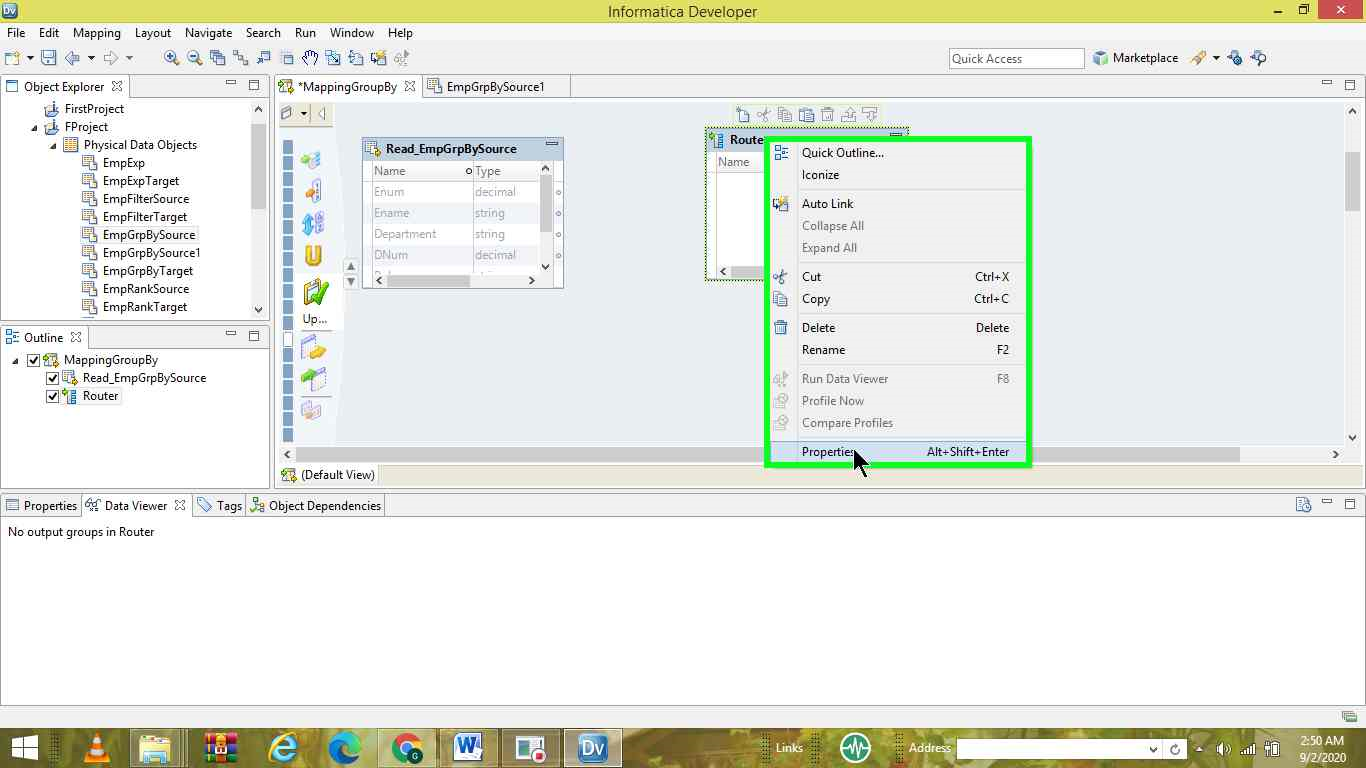 Dv
Informatica Developer
File Edit Mapping Layout Navigate Search Run Window Help
Quick Access
Marketplace
Object Explorer
FirstProject
FProject
Physical Data Objects
EmpExp
EmpExpTarget
EmpFilterSource
EmpFilterTarget
EmpGrpBySource
EmpGrpBySource1
EmpGrpByTarget
EmpRankSource
EmpRankTarget
Outline
MappingGroupBy
Read_EmpGrpBySource
Router
*MappingGroupBy
EmpGrpBySource1
Up...
Read_EmpGrpBySource
Name Type
Enum decimal
Ename string
Department string
DNum decimal
Name
Quick Outline...
Iconize
Auto Link
Collapse All
Expand All
Cut Ctrl+X
Copy Ctrl+C
Delete Delete
Rename F2
Run Data Viewer F8
Profile Now
Compare Profiles
Properties Alt+Shift+Enter
(Default View)
Properties Data Viewer Tags Object Dependencies
No output groups in Router
W
Dv
Links
Address
2:50 AM
9/2/2020